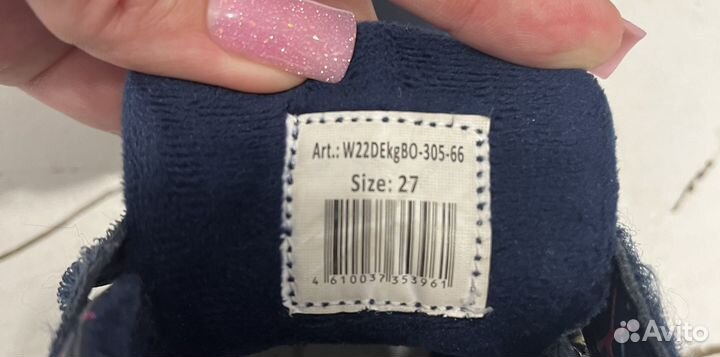 Art.: W22DEkgBO-305-66
Size: 27
4 610037 353961
Avito